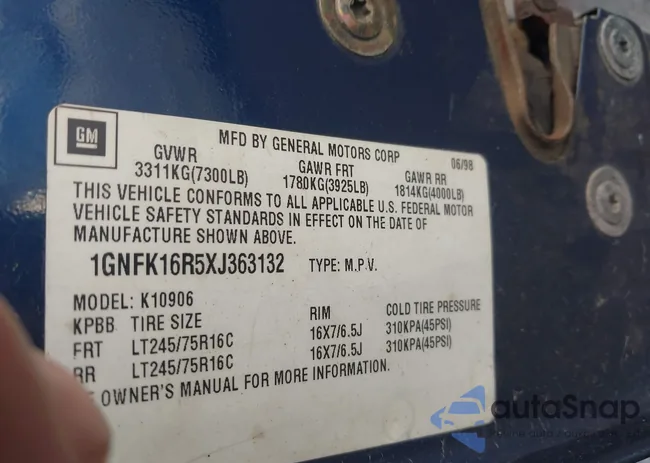 GM
MFD BY GENERAL MOTORS CORP 06/98
GVWR GAWR FRT GAWR RR
3311KG(7300LB) 1780KG(3925LB) 1814KG(4000LB)
THIS VEHICLE CONFORMS TO ALL APPLICABLE U.S. FEDERAL MOTOR
VEHICLE SAFETY STANDARDS IN EFFECT ON THE DATE OF
MANUFACTURE SHOWN ABOVE.
1GNFK16R5XJ363132 TYPE: M.P.V.
MODEL: K10906
KPBB TIRE SIZE RIM COLD TIRE PRESSURE
FRT LT245/75R16C 16X7/6.5J 310KPA(45PSI)
RR LT245/75R16C 16X7/6.5J 310KPA(45PSI)
OWNER'S MANUAL FOR MORE INFORMATION.
autaSnap